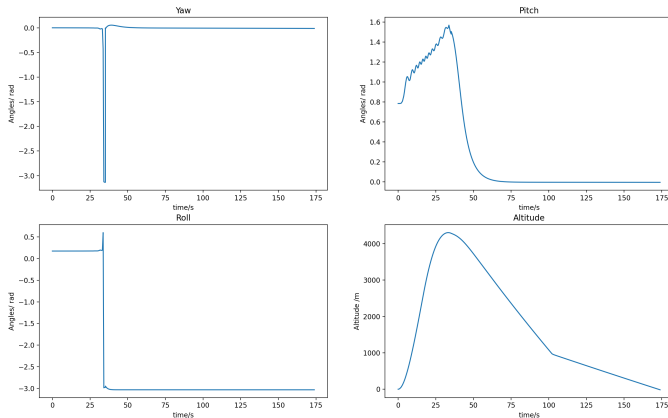 Yaw
0.0
−0.5
−1.0
−1.5
−2.0
−2.5
−3.0
Angles/ rad
0 25 50 75 100 125 150 175
time/s
Pitch
1.6
1.4
1.2
1.0
0.8
0.6
0.4
0.2
0.0
Angles/ rad
0 25 50 75 100 125 150 175
time/s
Roll
0.5
0.0
−0.5
−1.0
−1.5
−2.0
−2.5
−3.0
Angles/ rad
0 25 50 75 100 125 150 175
time/s
Altitude
4000
3000
2000
1000
0
Altitude /m
0 25 50 75 100 125 150 175
time/s